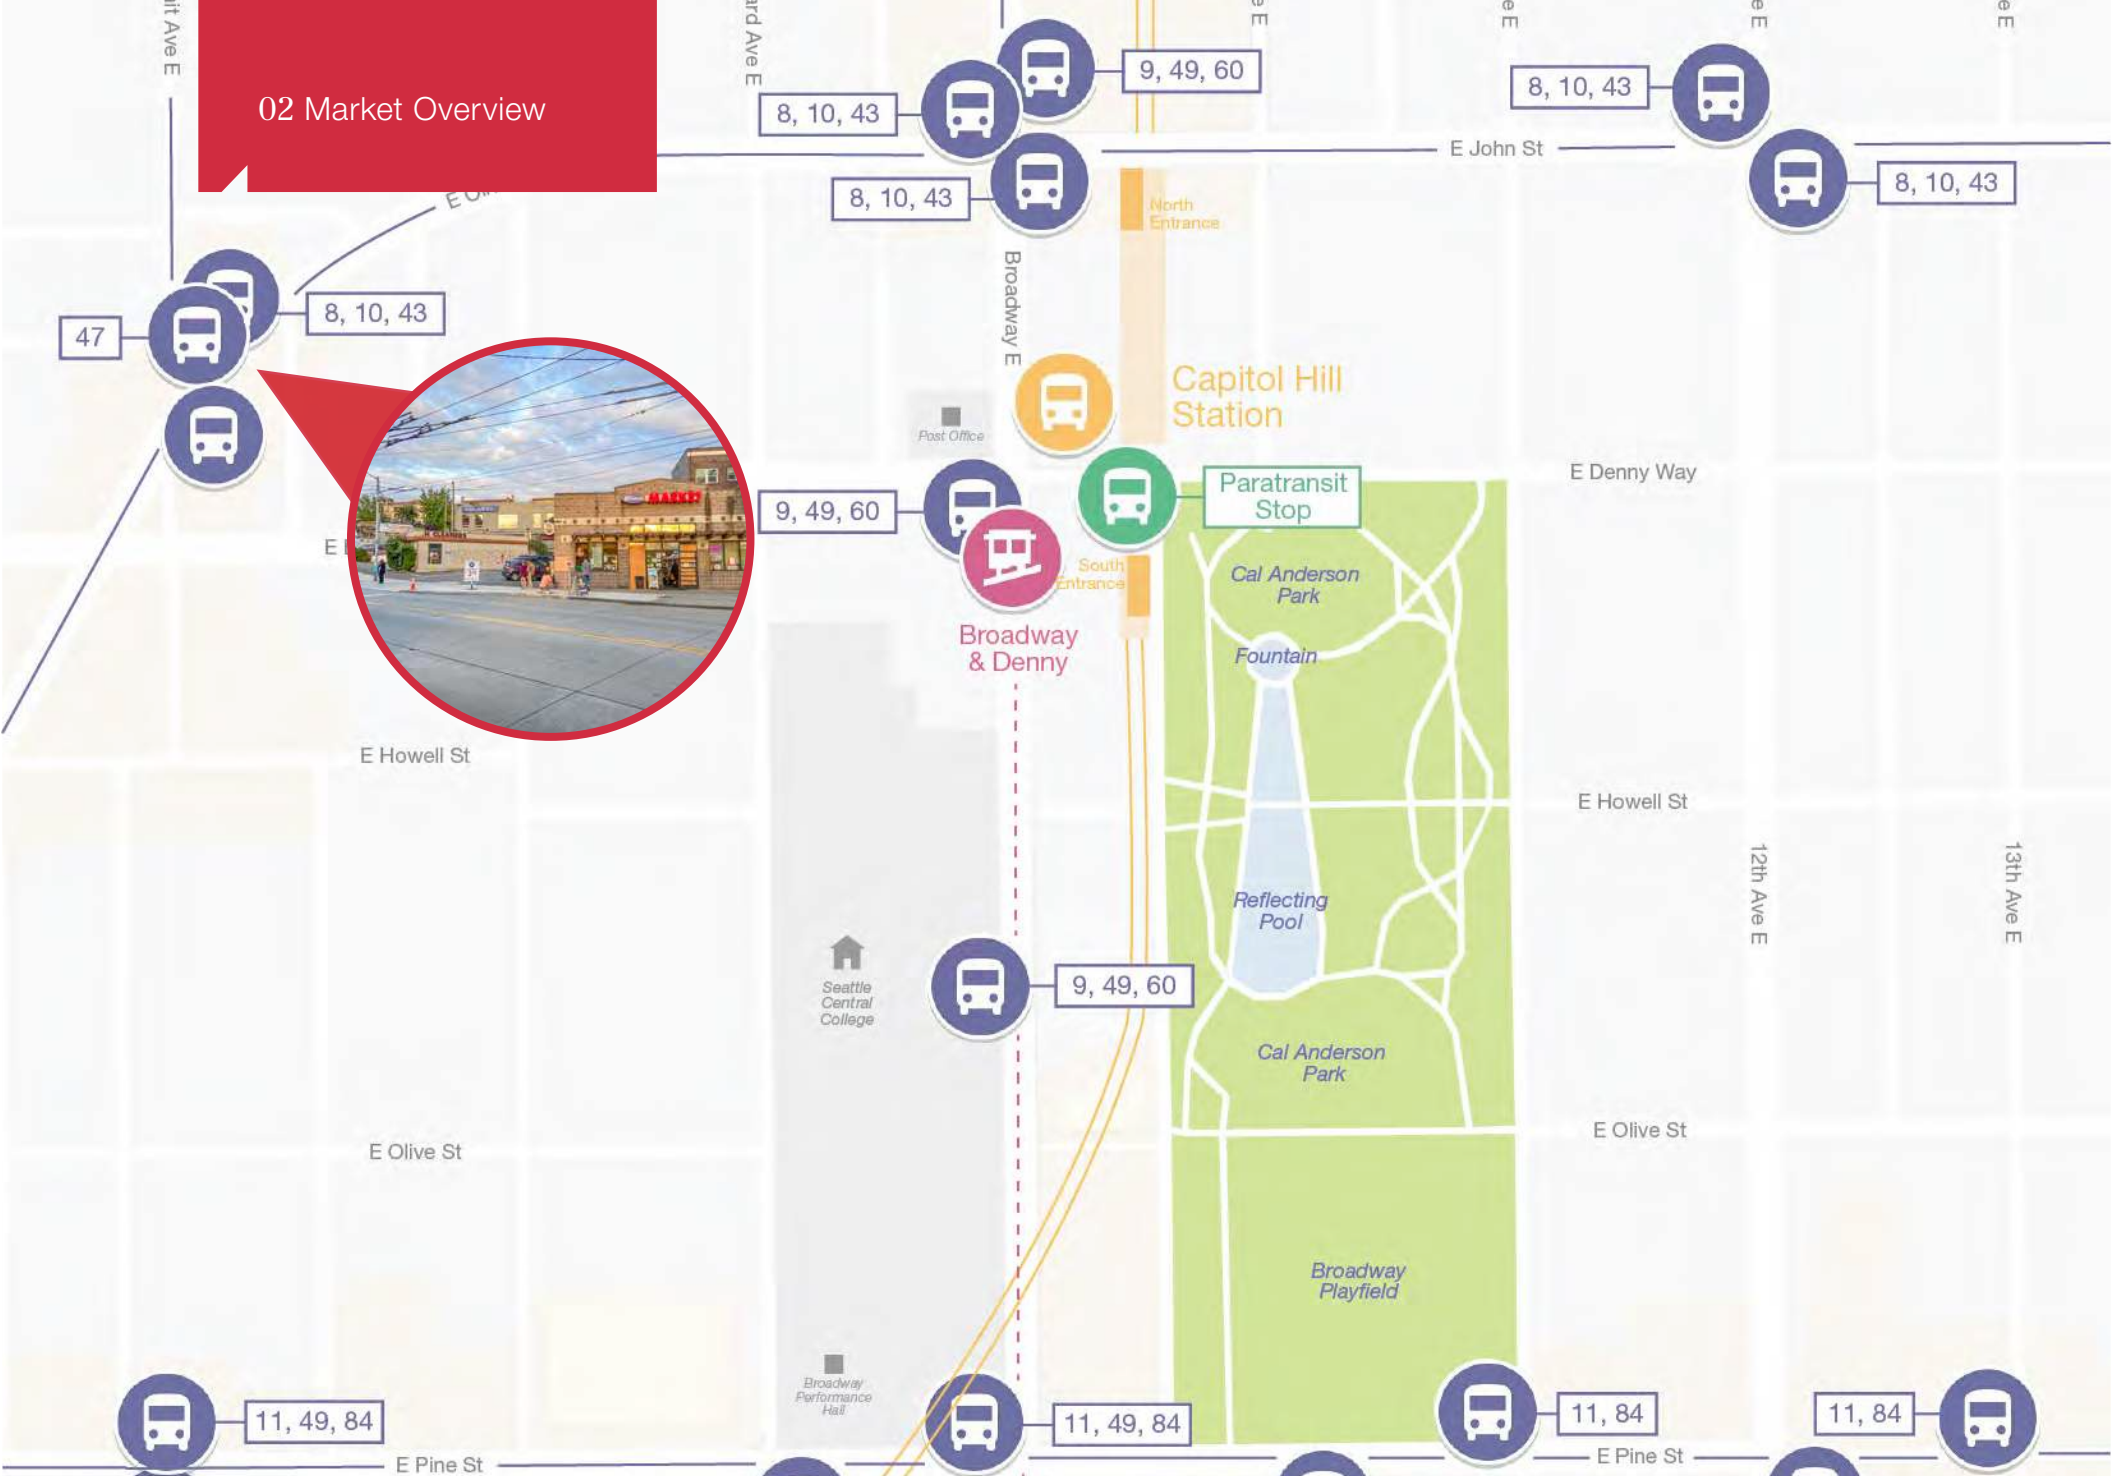 02 Market Overview
9, 49, 60
8, 10, 43
8, 10, 43
8, 10, 43
E John St
8, 10, 43
North
Entrance
Broadway E
8, 10, 43
47
Capitol Hill
Station
Post Office
E Denny Way
Paratransit
Stop
9, 49, 60
MARKET
South
Entrance
Cal Anderson
Park
Broadway
& Denny
Fountain
E Howell St
E Howell St
12th Ave E
13th Ave E
Reflecting
Pool
Seattle
Central
College
9, 49, 60
Cal Anderson
Park
E Olive St
E Olive St
Broadway
Playfield
Broadway
Performance
Hall
11, 49, 84
11, 49, 84
11, 84
11, 84
E Pine St
E Pine St